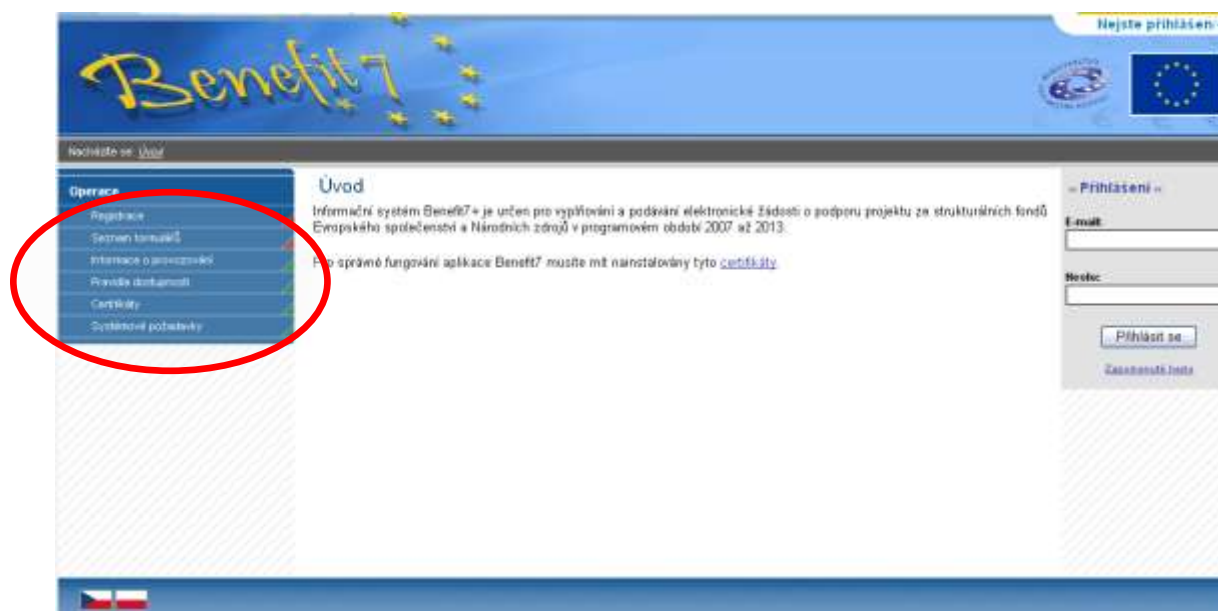 Nejste přihlášen
Benefit7
Nacházíte se: Úvod
Operace
Registrace
Seznam formulářů
Informace o provozování
Pravidla dostupnosti
Certifikáty
Systémové požadavky
Úvod
Informační systém Benefit7+ je určen pro vyplňování a podávání elektronické žádosti o podporu projektu ze strukturálních fondů
Evropského společenství a Národních zdrojů v programovém období 2007 až 2013.
Pro správné fungování aplikace Benefit7 musíte mít nainstalovány tyto certifikáty.
- Přihlášení -
E-mail:
Heslo:
Přihlásit se
Zapomenuté heslo